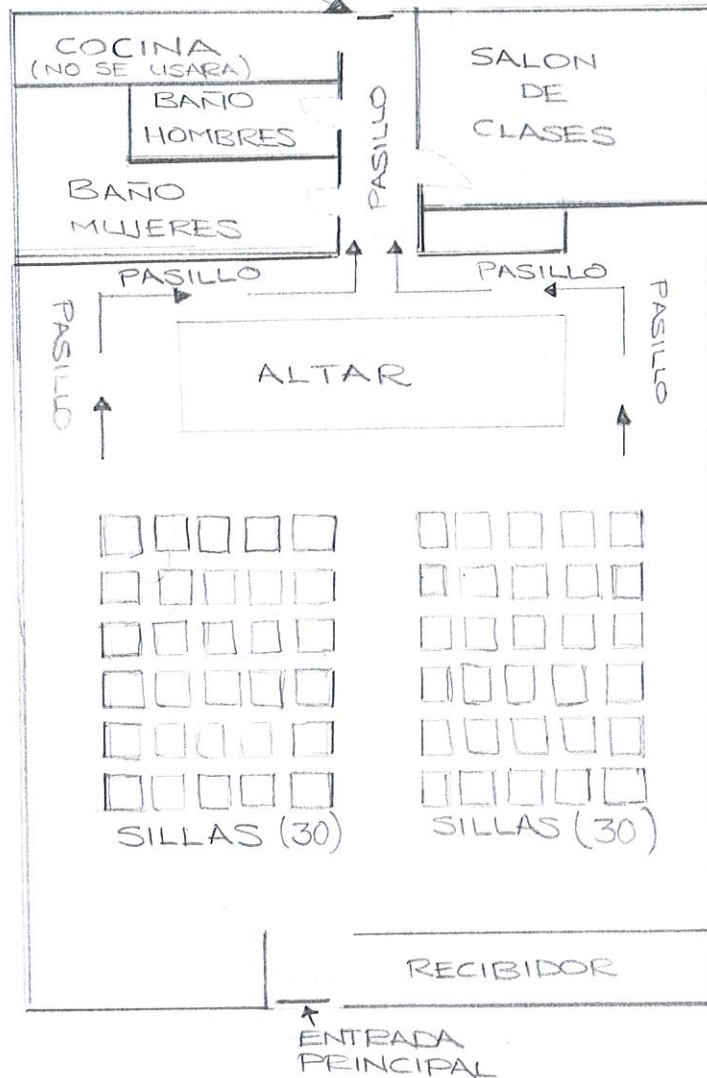 COCINA
(NO SE USARA)
BAÑO
HOMBRES
BAÑO
MUJERES
PASILLO
SALON
DE
CLASES
PASILLO
PASILLO
PASILLO
PASILLO
ALTAR
SILLAS (30)
SILLAS (30)
RECIBIDOR
ENTRADA
PRINCIPAL